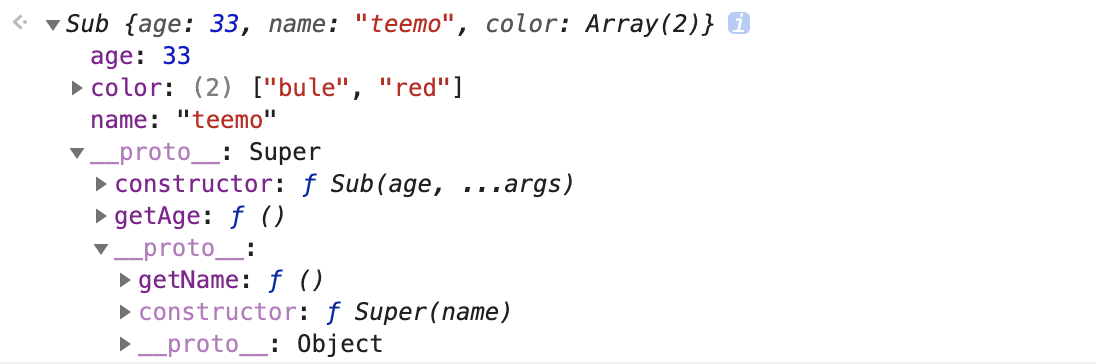 Sub {age: 33, name: "teemo", color: Array(2)} i
age: 33
color: (2) ["bule", "red"]
name: "teemo"
__proto__: Super
constructor: ƒ Sub(age, ...args)
getAge: ƒ ()
__proto__:
getName: ƒ ()
constructor: ƒ Super(name)
__proto__: Object